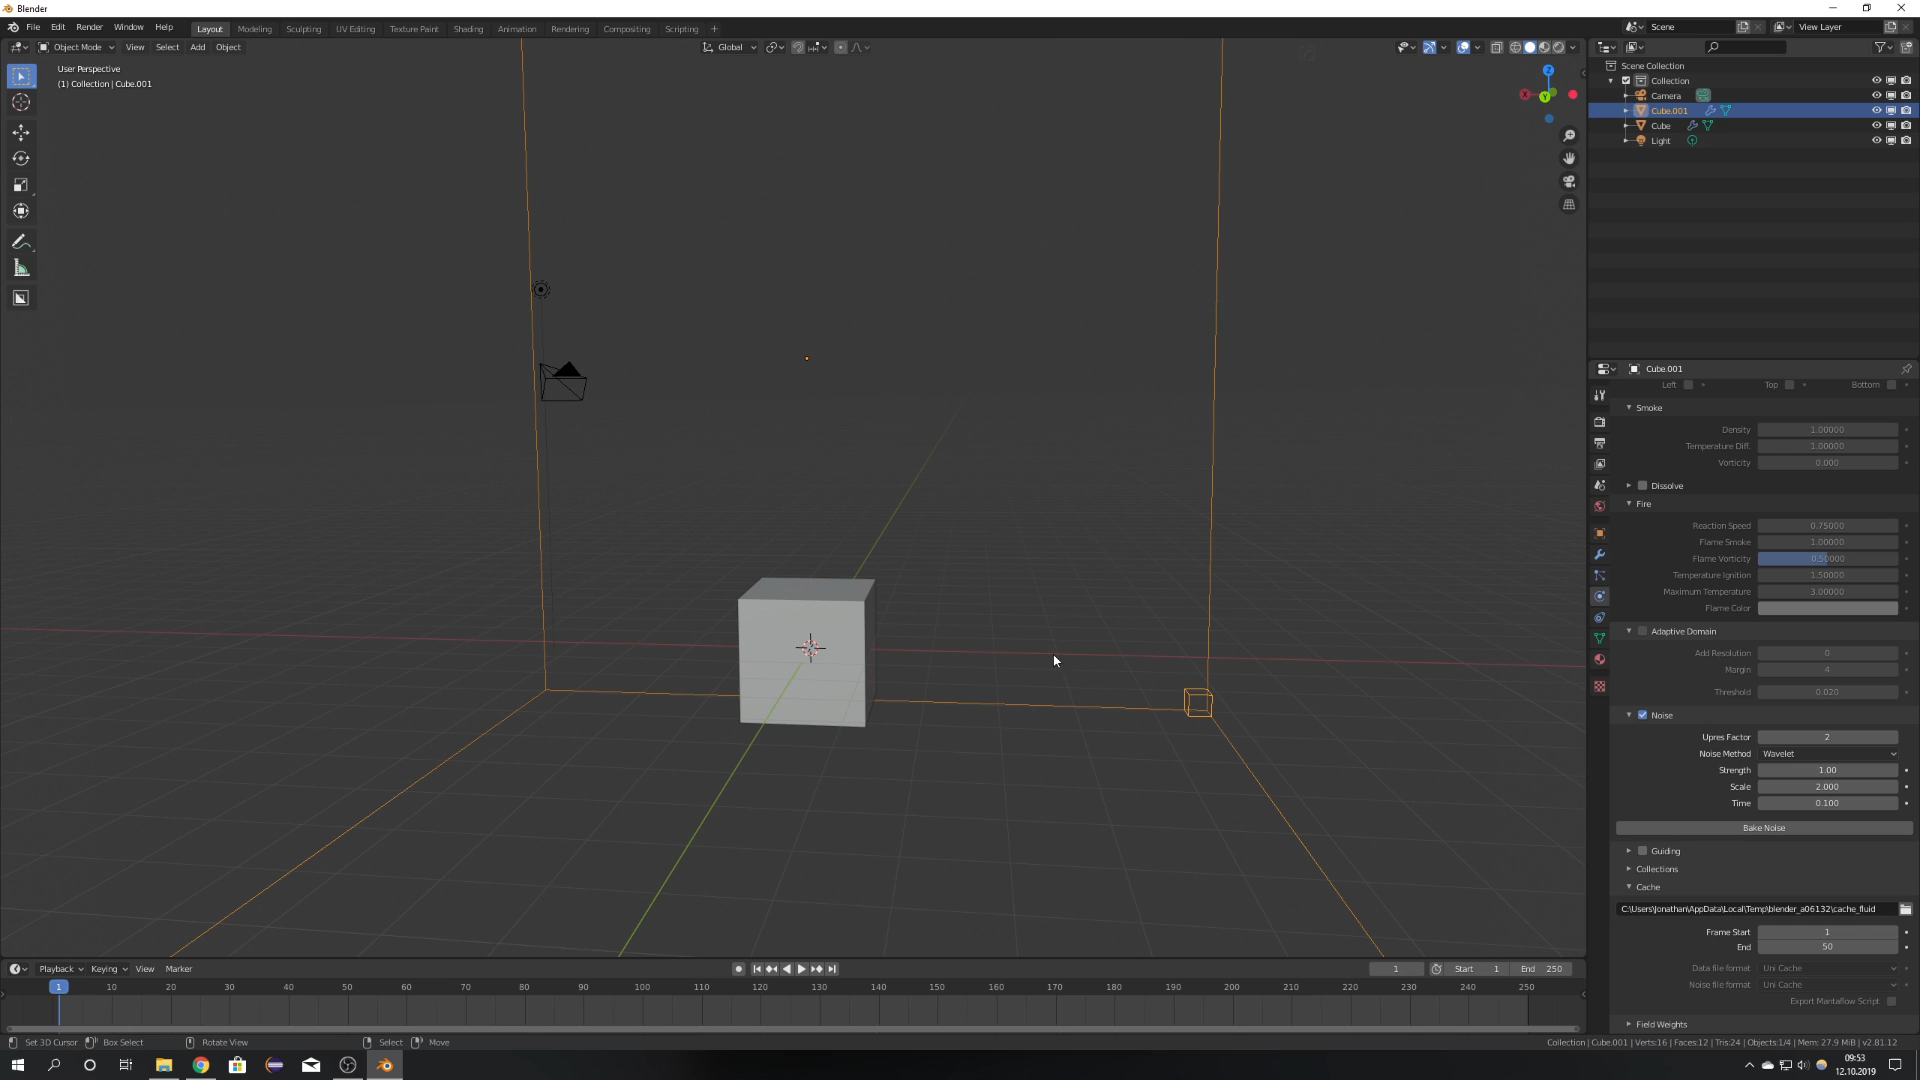 Blender
File Edit Render Window Help Layout Modeling Sculpting UV Editing Texture Paint Shading Animation Rendering Compositing Scripting + Scene View Layer
Object Mode View Select Add Object Global
User Perspective
(1) Collection | Cube.001
Z
X
Y
Scene Collection
Collection
Camera
Cube.001
Cube
Light
Cube.001
Left Top Bottom
Smoke
Density 1.00000
Temperature Diff. 1.00000
Vorticity 0.000
Dissolve
Fire
Reaction Speed 0.75000
Flame Smoke 1.00000
Flame Vorticity 0.50000
Temperature Ignition 1.50000
Maximum Temperature 3.00000
Flame Color
Adaptive Domain
Add Resolution 0
Margin 4
Threshold 0.020
Noise
Upres Factor 2
Noise Method Wavelet
Strength 1.00
Scale 2.000
Time 0.100
Bake Noise
Guiding
Collections
Cache
C:\Users\Jonathan\AppData\Local\Temp\blender_a06132\cache_fluid
Frame Start 1
End 50
Data file format Uni Cache
Noise file format Uni Cache
Export Mantaflow Script
Field Weights
Playback Keying View Marker 1 Start 1 End 250
1 10 20 30 40 50 60 70 80 90 100 110 120 130 140 150 160 170 180 190 200 210 220 230 240 250
Set 3D Cursor Box Select Rotate View Select Move Collection | Cube.001 | Verts:16 | Faces:12 | Tris:24 | Objects:1/4 | Mem: 27.9 MiB | v2.81.12
09:53
12.10.2019